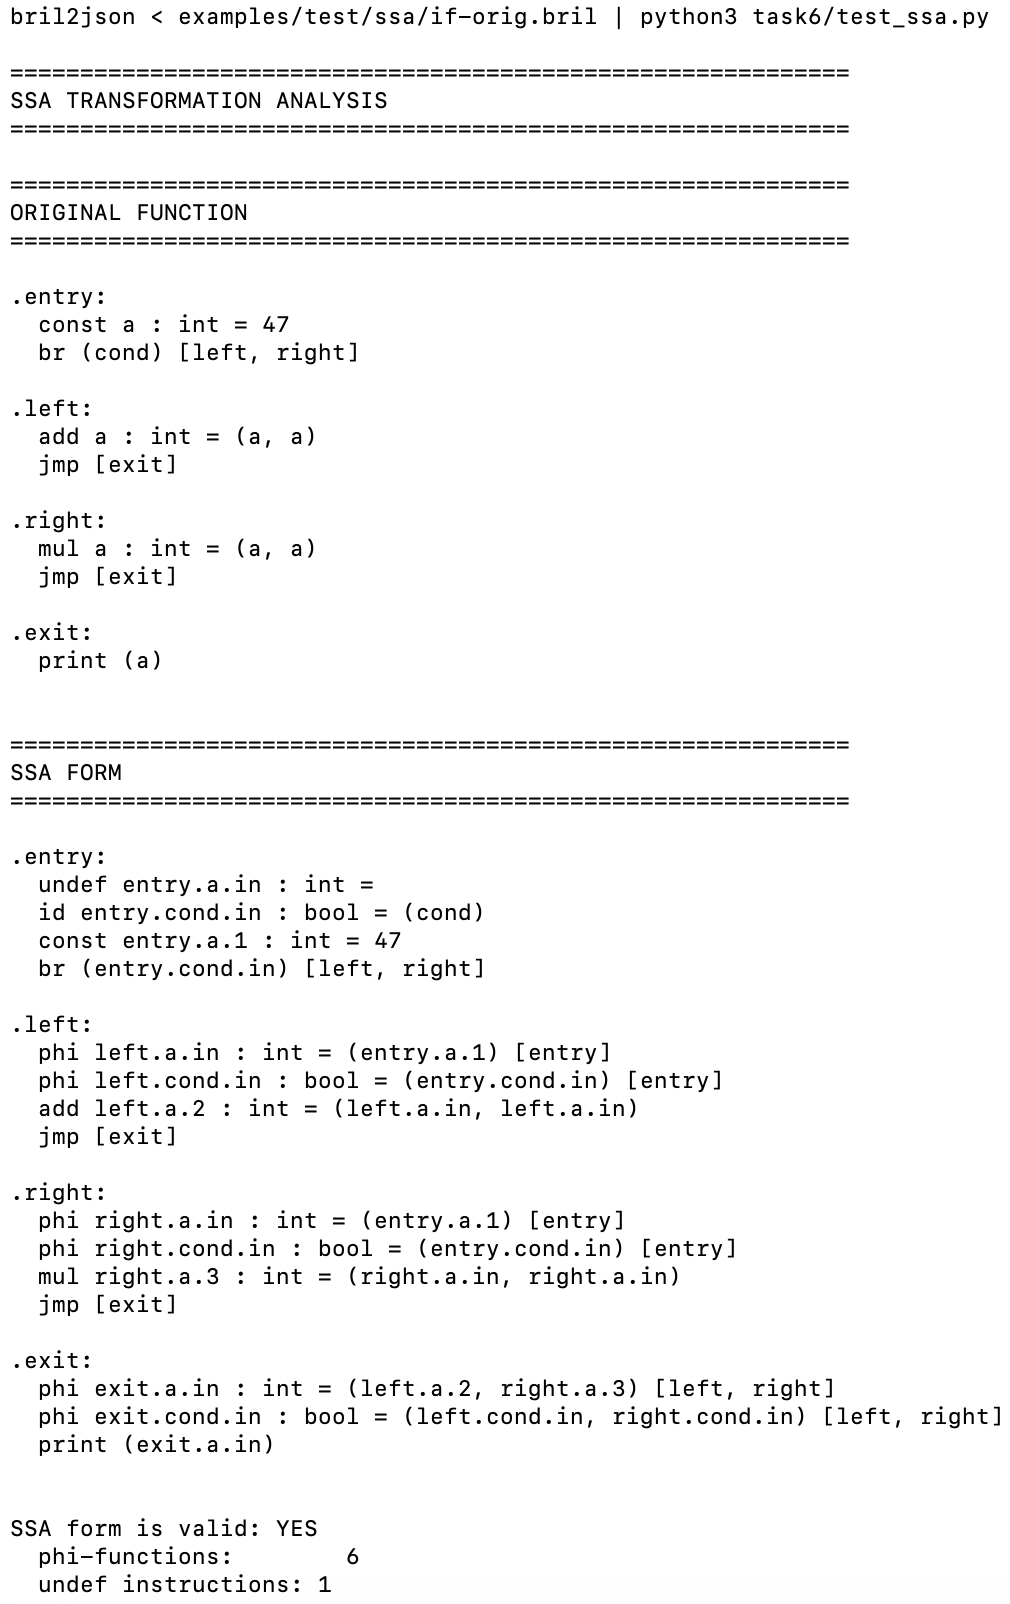 bril2json < examples/test/ssa/if-orig.bril | python3 task6/test_ssa.py
============================================================
SSA TRANSFORMATION ANALYSIS
============================================================
============================================================
ORIGINAL FUNCTION
============================================================
.entry:
  const a : int = 47
  br (cond) [left, right]
.left:
  add a : int = (a, a)
  jmp [exit]
.right:
  mul a : int = (a, a)
  jmp [exit]
.exit:
  print (a)
============================================================
SSA FORM
============================================================
.entry:
  undef entry.a.in : int =
  id entry.cond.in : bool = (cond)
  const entry.a.1 : int = 47
  br (entry.cond.in) [left, right]
.left:
  phi left.a.in : int = (entry.a.1) [entry]
  phi left.cond.in : bool = (entry.cond.in) [entry]
  add left.a.2 : int = (left.a.in, left.a.in)
  jmp [exit]
.right:
  phi right.a.in : int = (entry.a.1) [entry]
  phi right.cond.in : bool = (entry.cond.in) [entry]
  mul right.a.3 : int = (right.a.in, right.a.in)
  jmp [exit]
.exit:
  phi exit.a.in : int = (left.a.2, right.a.3) [left, right]
  phi exit.cond.in : bool = (left.cond.in, right.cond.in) [left, right]
  print (exit.a.in)
SSA form is valid: YES
  phi-functions:        6
  undef instructions: 1